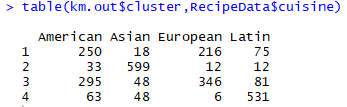 > table(km.out$cluster,RecipeData$cuisine)
American Asian European Latin
1 250 18 216 75
2 33 599 12 12
3 295 48 346 81
4 63 48 6 531